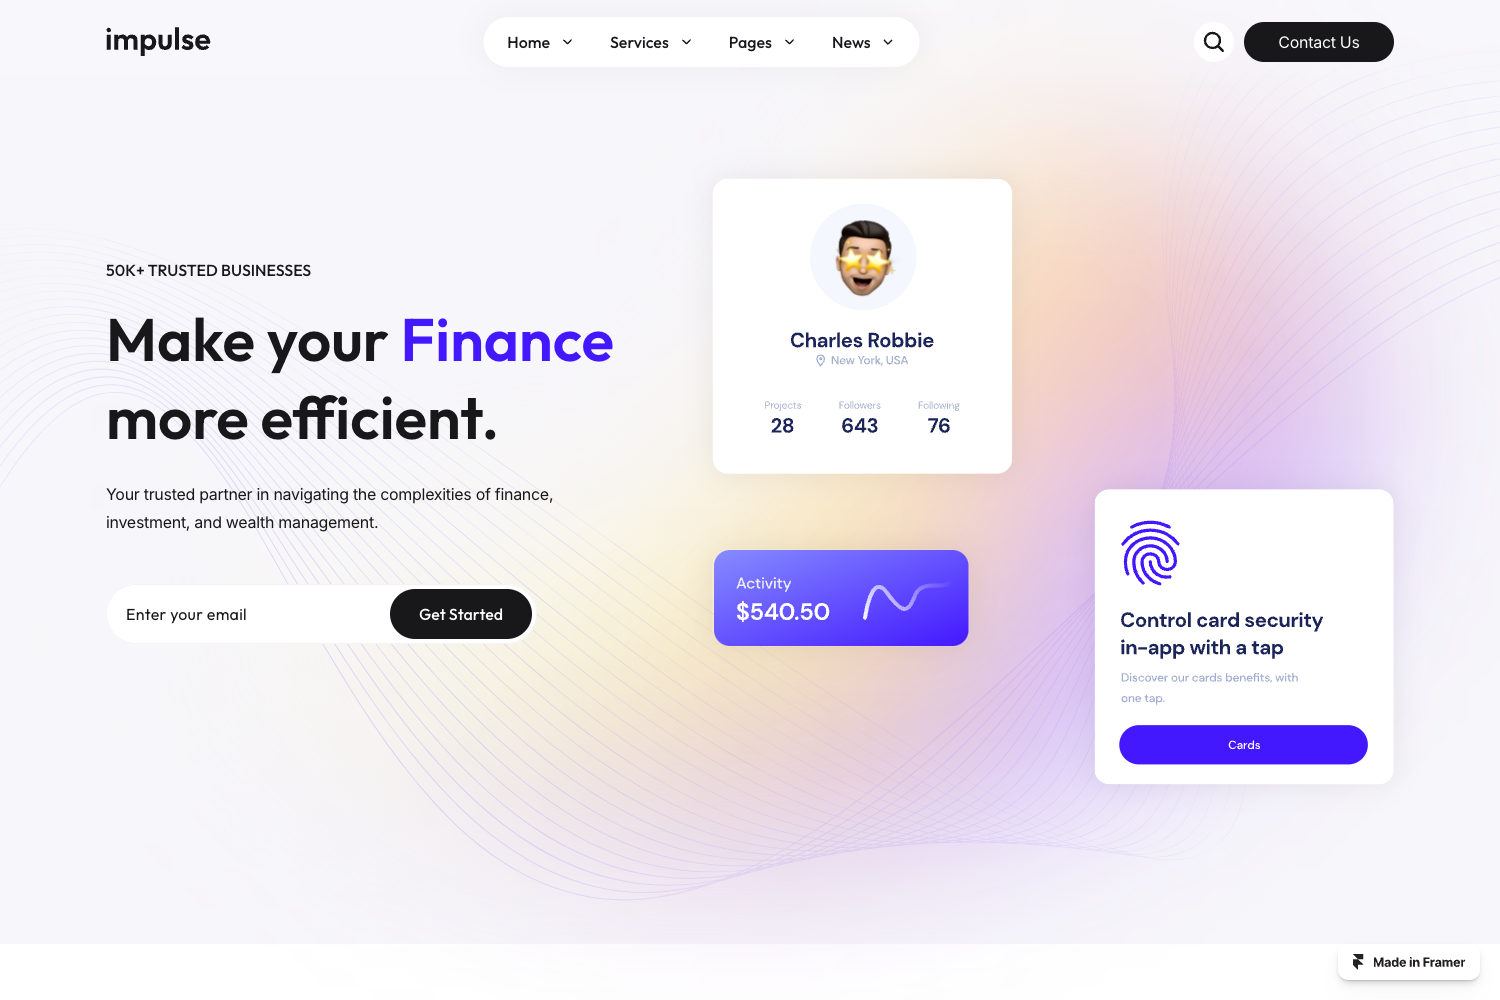 impulse
Home
Services
Pages
News
Contact Us
50K+ TRUSTED BUSINESSES
Make your Finance
more efficient.
Your trusted partner in navigating the complexities of finance,
investment, and wealth management.
Enter your email
Get Started
Charles Robbie
New York, USA
Projects
Followers
Following
28
643
76
Activity
$540.50
Control card security
in-app with a tap
Discover our cards benefits, with
one tap.
Cards
Made in Framer